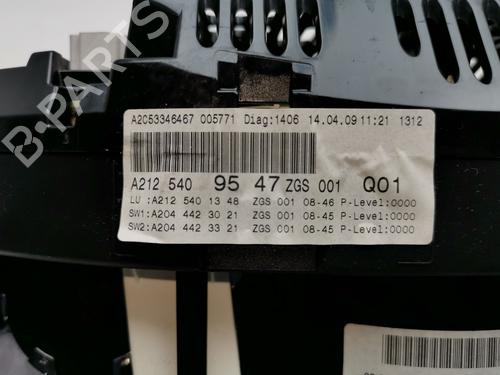 B-PARTS
A2C53346467 005771 Diag:1406 14.04.09 11:21 1312
A212 540 95 47 ZGS 001 Q01
LU :A212 540 13 48 ZGS 001 08-46 P-Level:0000
SW1:A204 442 30 21 ZGS 001 08-45 P-Level:0000
SW2:A204 442 33 21 ZGS 001 08-45 P-Level:0000